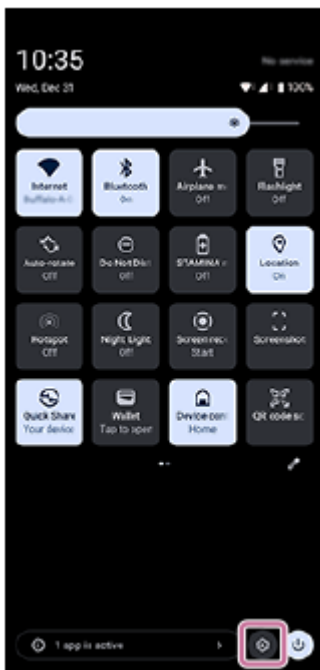 10:35
No service
Wed, Dec 31
100%
Internet
Bluetooth
On
Airplane m
Off
Flashlight
Off
Auto-rotate
Off
Do Not Dist
Off
STAMINA
Off
Location
On
Hotspot
Off
Night Light
Off
Screen rec
Start
Screenshot
Quick Share
Your device
Wallet
Tap to open
Device con
Home
QR code sc
1 app is active